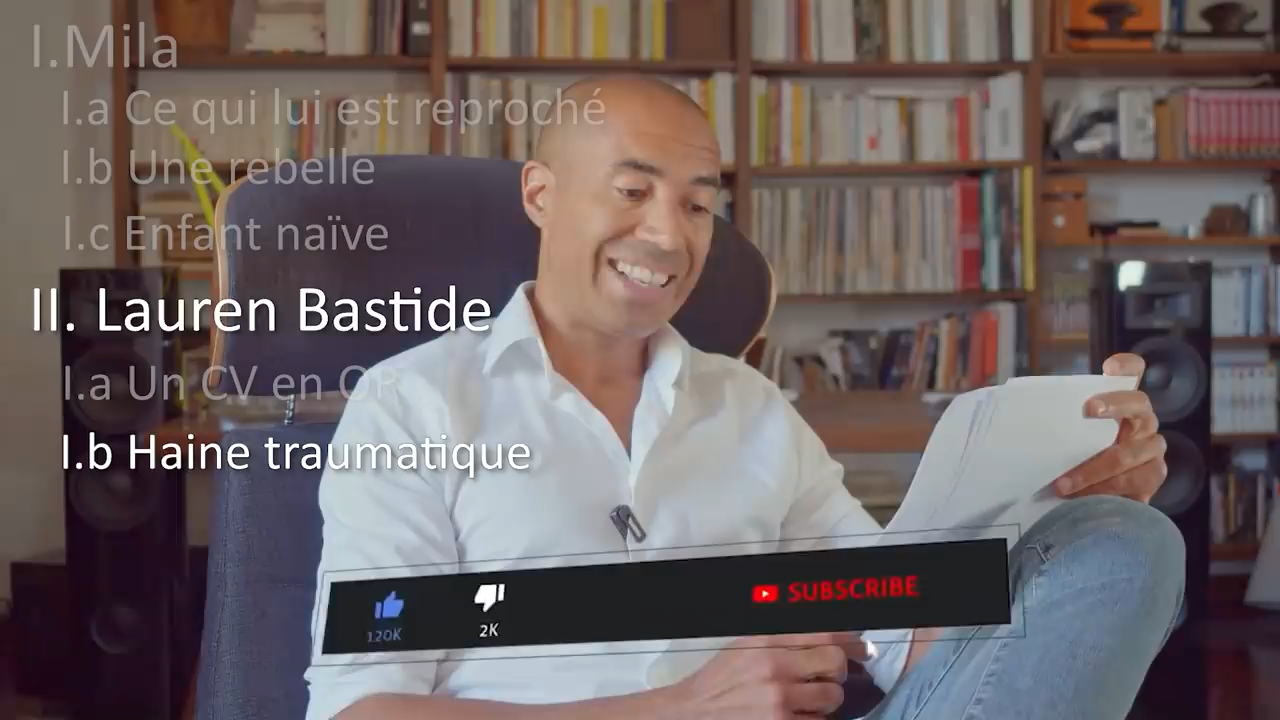 I.Mila
I.a Ce qui lui est reproché
I.b Une rebelle
I.c Enfant naïve
II. Lauren Bastide
I.a Un CV en OR
I.b Haine traumatique
120K
2K
SUBSCRIBE